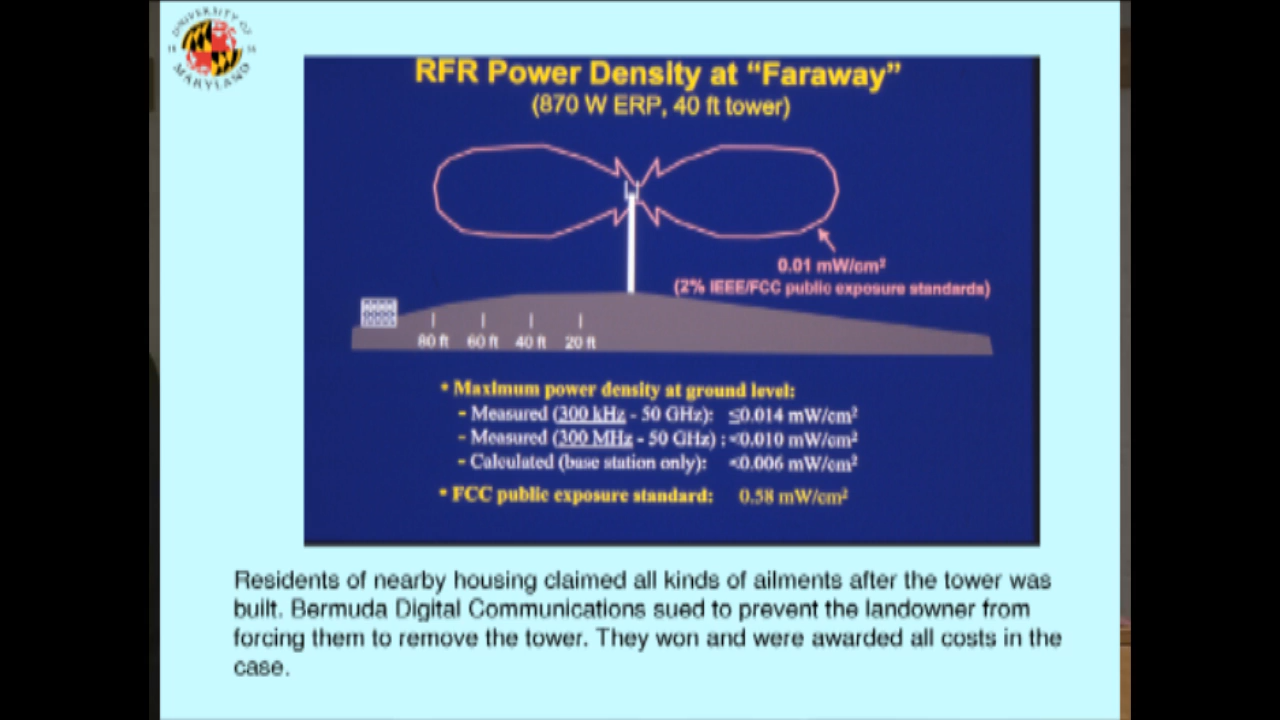 UNIVERSITY OF
18 56
MARYLAND
RFR Power Density at “Faraway”
(870 W ERP, 40 ft tower)
0.01 mW/cm²
(2% IEEE/FCC public exposure standards)
80 ft 60 ft 40 ft 20 ft
• Maximum power density at ground level:
- Measured (300 kHz - 50 GHz): ≤0.014 mW/cm²
- Measured (300 MHz - 50 GHz) : <0.010 mW/cm²
- Calculated (base station only): <0.006 mW/cm²
• FCC public exposure standard: 0.58 mW/cm²
Residents of nearby housing claimed all kinds of ailments after the tower was
built. Bermuda Digital Communications sued to prevent the landowner from
forcing them to remove the tower. They won and were awarded all costs in the
case.